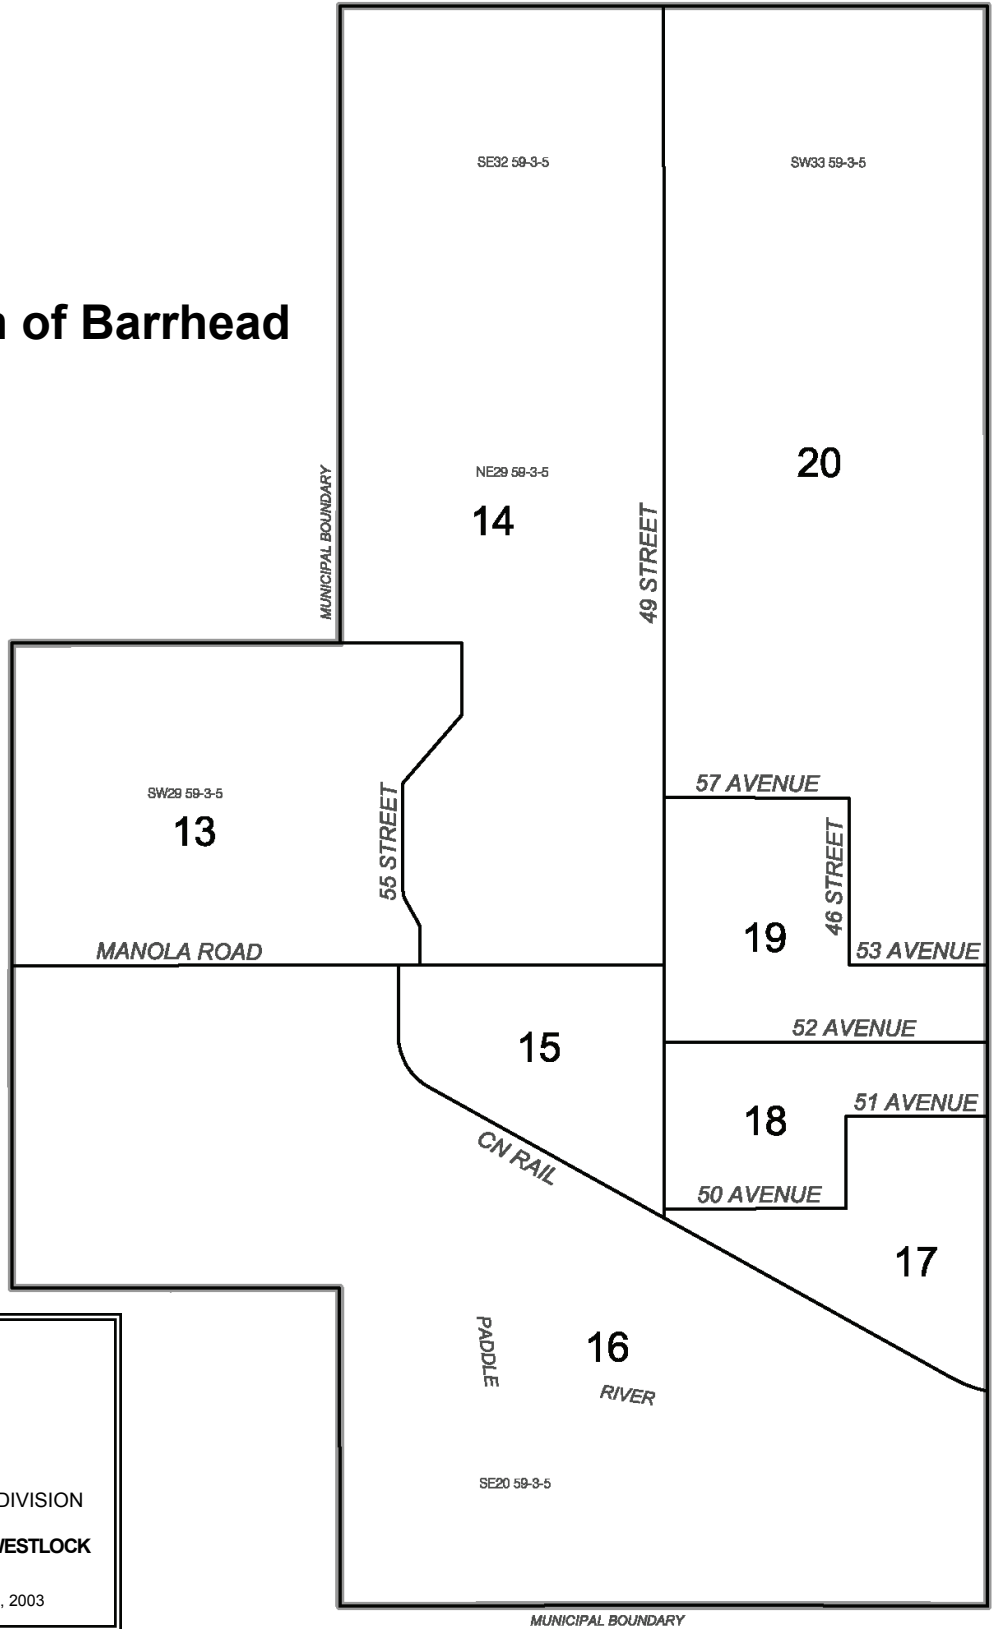 SE32 59-3-5
SW33 59-3-5
of Barrhead
MUNICIPAL BOUNDARY
NE29 59-3-5
14
20
49 STREET
SW29 59-3-5
13
55 STREET
57 AVENUE
46 STREET
19
53 AVENUE
MANOLA ROAD
52 AVENUE
15
18
51 AVENUE
CN RAIL
50 AVENUE
17
PADDLE
16
RIVER
SE20 59-3-5
DIVISION
WESTLOCK
, 2003
MUNICIPAL BOUNDARY